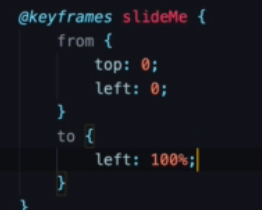 @keyframes slideMe {
from {
top: 0;
left: 0;
}
to {
left: 100%;
}
}